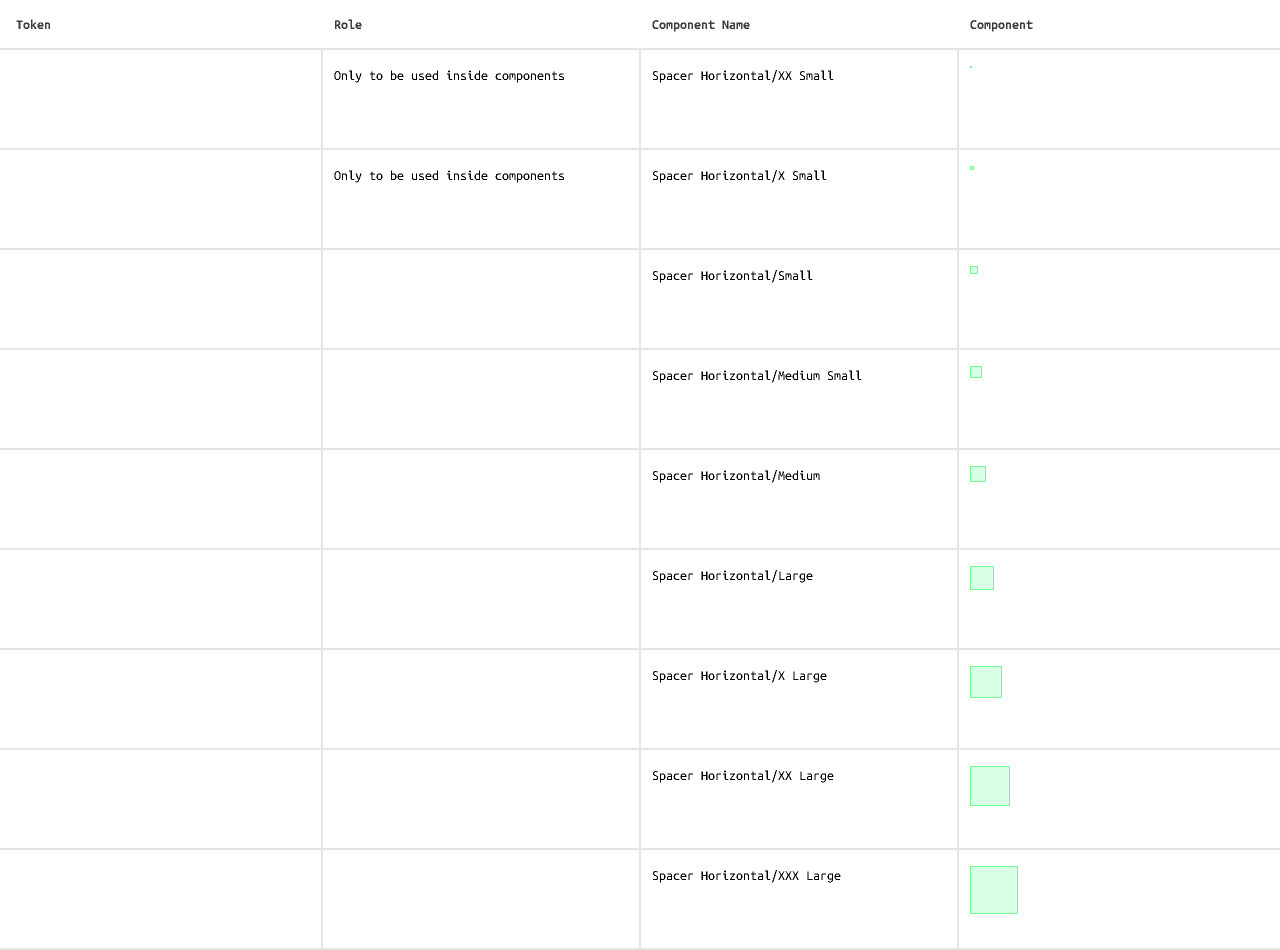 Token Role Component Name Component
Only to be used inside components Spacer Horizontal/XX Small
Only to be used inside components Spacer Horizontal/X Small
Spacer Horizontal/Small
Spacer Horizontal/Medium Small
Spacer Horizontal/Medium
Spacer Horizontal/Large
Spacer Horizontal/X Large
Spacer Horizontal/XX Large
Spacer Horizontal/XXX Large